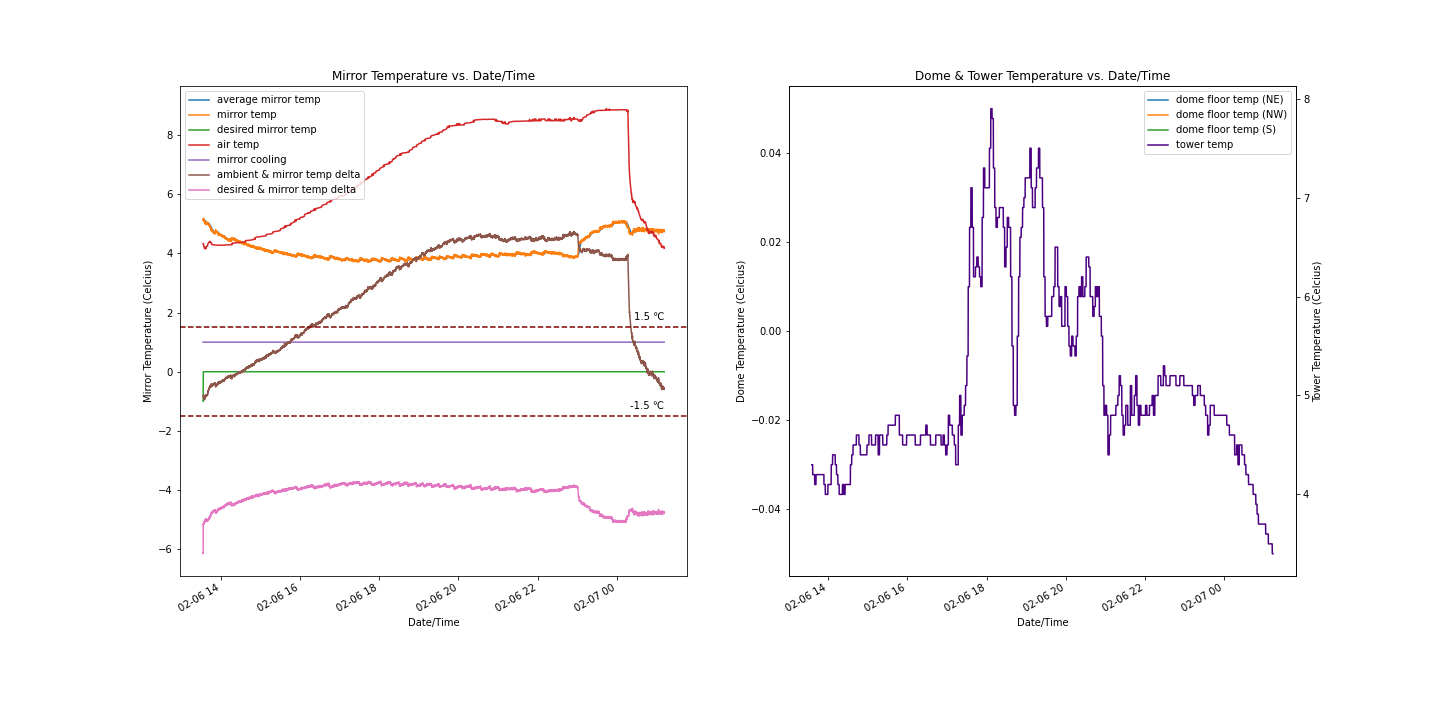 Mirror Temperature vs. Date/Time
average mirror temp
mirror temp
desired mirror temp
air temp
mirror cooling
ambient & mirror temp delta
desired & mirror temp delta
8
6
4
2
0
−2
−4
−6
Mirror Temperature (Celcius)
1.5 °C
-1.5 °C
02-06 14
02-06 16
02-06 18
02-06 20
02-06 22
02-07 00
Date/Time
Dome & Tower Temperature vs. Date/Time
dome floor temp (NE)
dome floor temp (NW)
dome floor temp (S)
tower temp
0.04
0.02
0.00
−0.02
−0.04
Dome Temperature (Celcius)
8
7
6
5
4
Tower Temperature (Celcius)
02-06 14
02-06 16
02-06 18
02-06 20
02-06 22
02-07 00
Date/Time